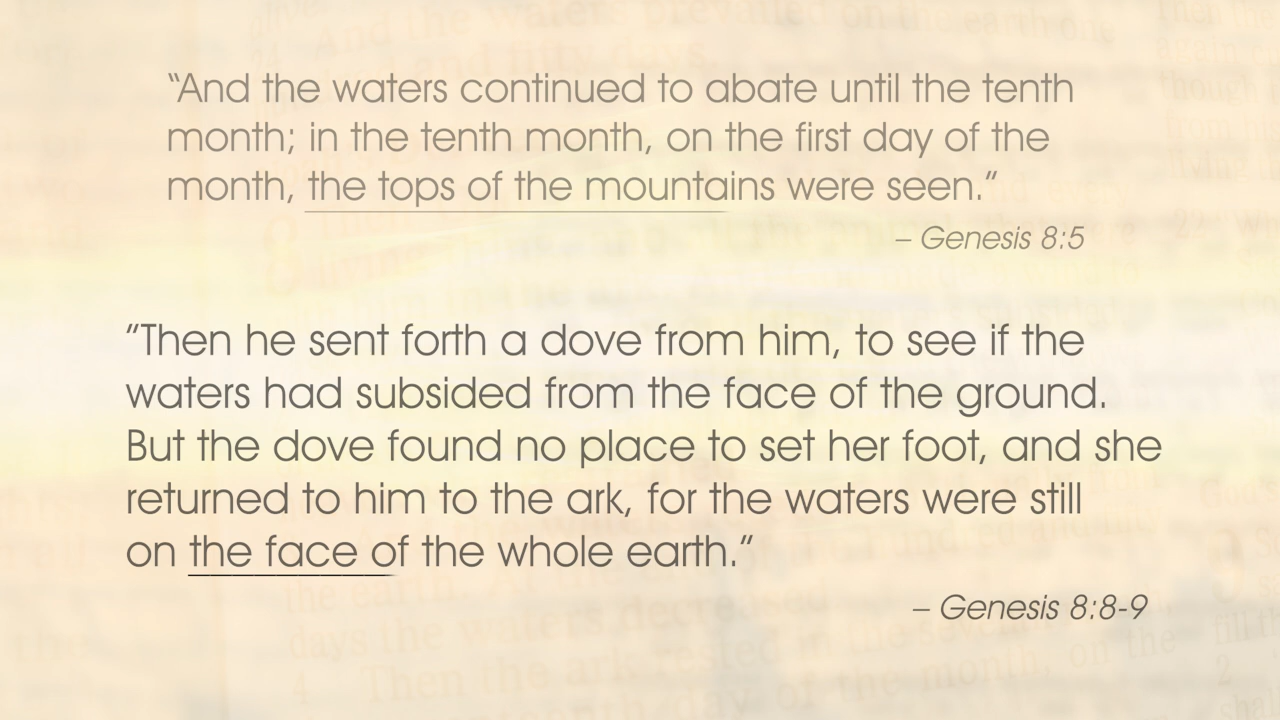 “And the waters continued to abate until the tenth
month; in the tenth month, on the first day of the
month, the tops of the mountains were seen.”
– Genesis 8:5
“Then he sent forth a dove from him, to see if the
waters had subsided from the face of the ground.
But the dove found no place to set her foot, and she
returned to him to the ark, for the waters were still
on the face of the whole earth.”
– Genesis 8:8-9